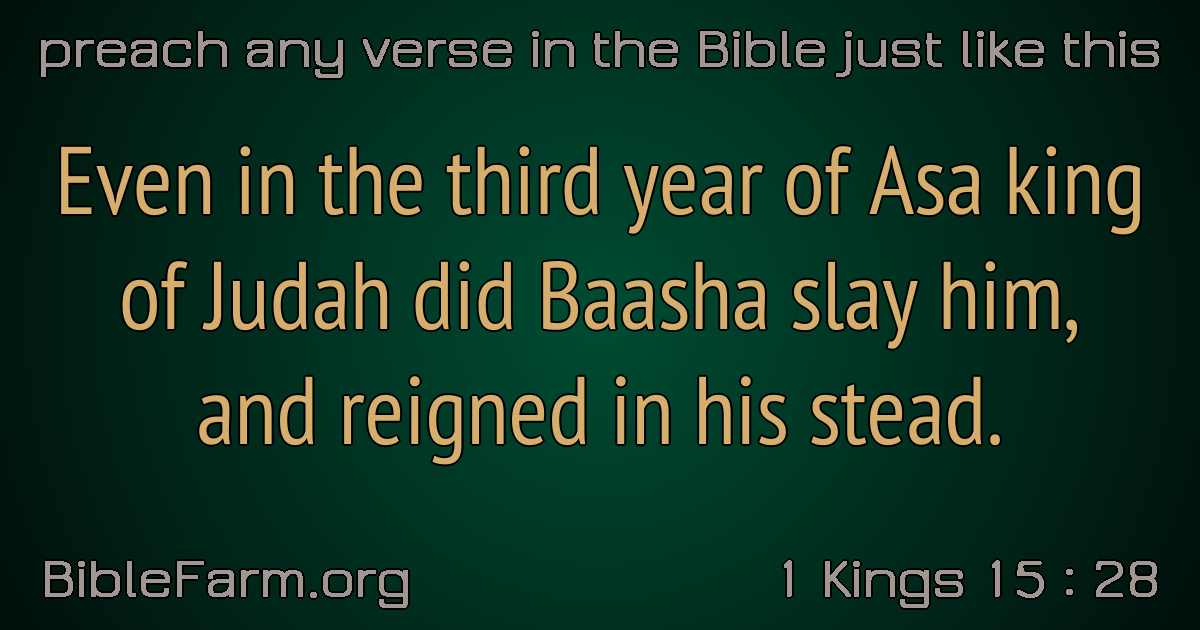 preach any verse in the Bible just like this
Even in the third year of Asa king
of Judah did Baasha slay him,
and reigned in his stead.
BibleFarm.org
1 Kings 15 : 28